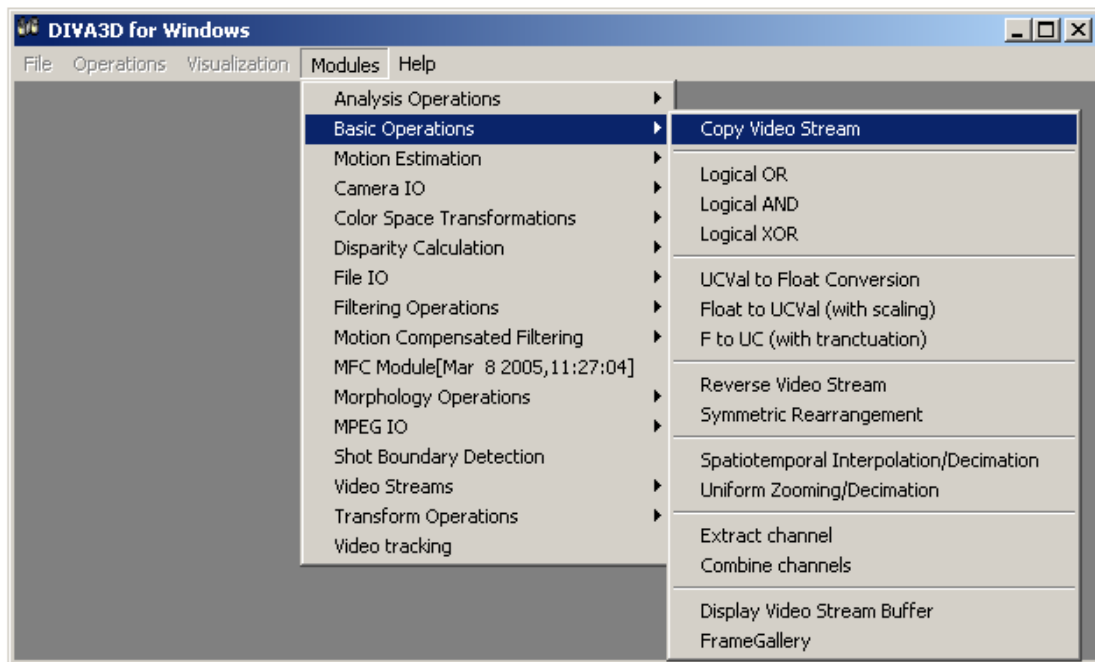 DIVA3D for Windows
File Operations Visualization Modules Help
Analysis Operations
Basic Operations
Motion Estimation
Camera IO
Color Space Transformations
Disparity Calculation
File IO
Filtering Operations
Motion Compensated Filtering
MFC Module[Mar 8 2005,11:27:04]
Morphology Operations
MPEG IO
Shot Boundary Detection
Video Streams
Transform Operations
Video tracking
Copy Video Stream
Logical OR
Logical AND
Logical XOR
UCVal to Float Conversion
Float to UCVal (with scaling)
F to UC (with tranctuation)
Reverse Video Stream
Symmetric Rearrangement
Spatiotemporal Interpolation/Decimation
Uniform Zooming/Decimation
Extract channel
Combine channels
Display Video Stream Buffer
FrameGallery